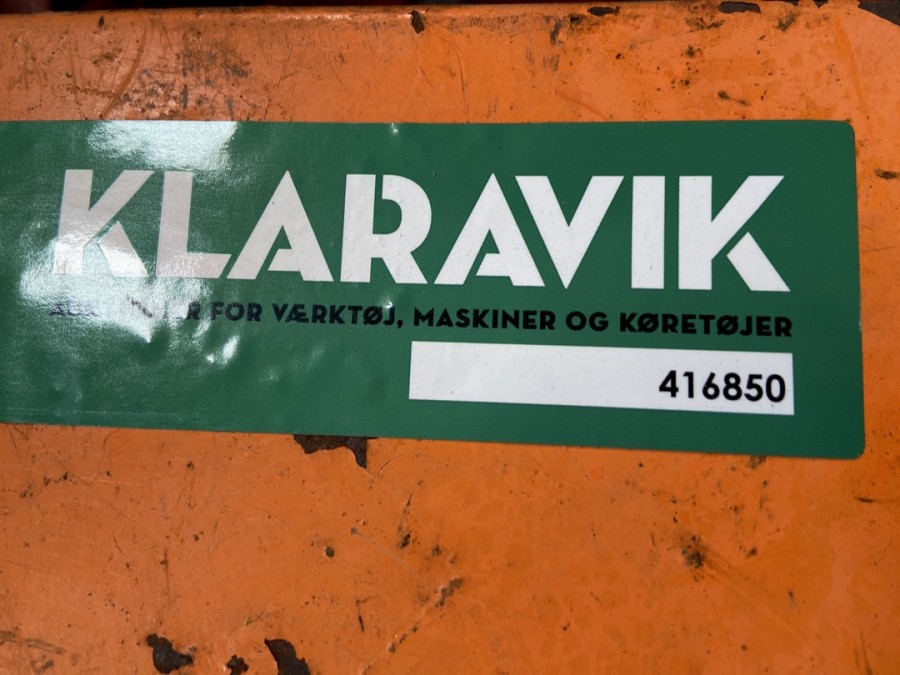 KLARAVIK
FOR VÆRKTØJ, MASKINER OG KØRETØJER
416850